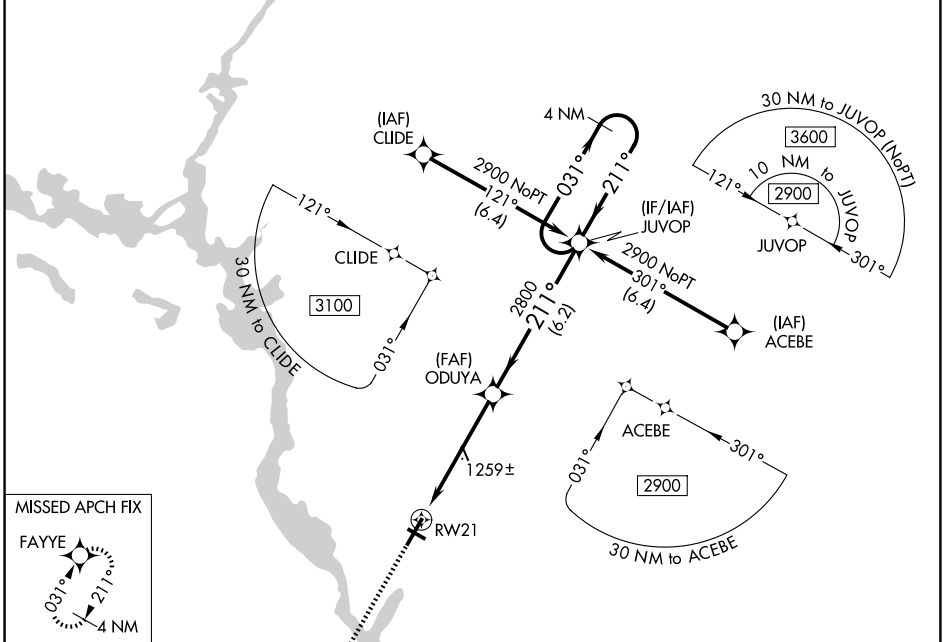 4 NM
(IAF)
CLIDE
2900 NoPT
121°
(6.4)
031°
211°
(IF/IAF)
JUVOP
2900 NoPT
301°
(6.4)
(IAF)
ACEBE
30 NM to JUVOP (NoPT)
3600
10 NM to JUVOP
2900
121°
JUVOP
301°
121°
CLIDE
3100
30 NM to CLIDE
031°
2800
211°
(6.2)
(FAF)
ODUYA
1259±
RW21
ACEBE
301°
031°
2900
30 NM to ACEBE
MISSED APCH FIX
FAYYE
031°
211°
4 NM